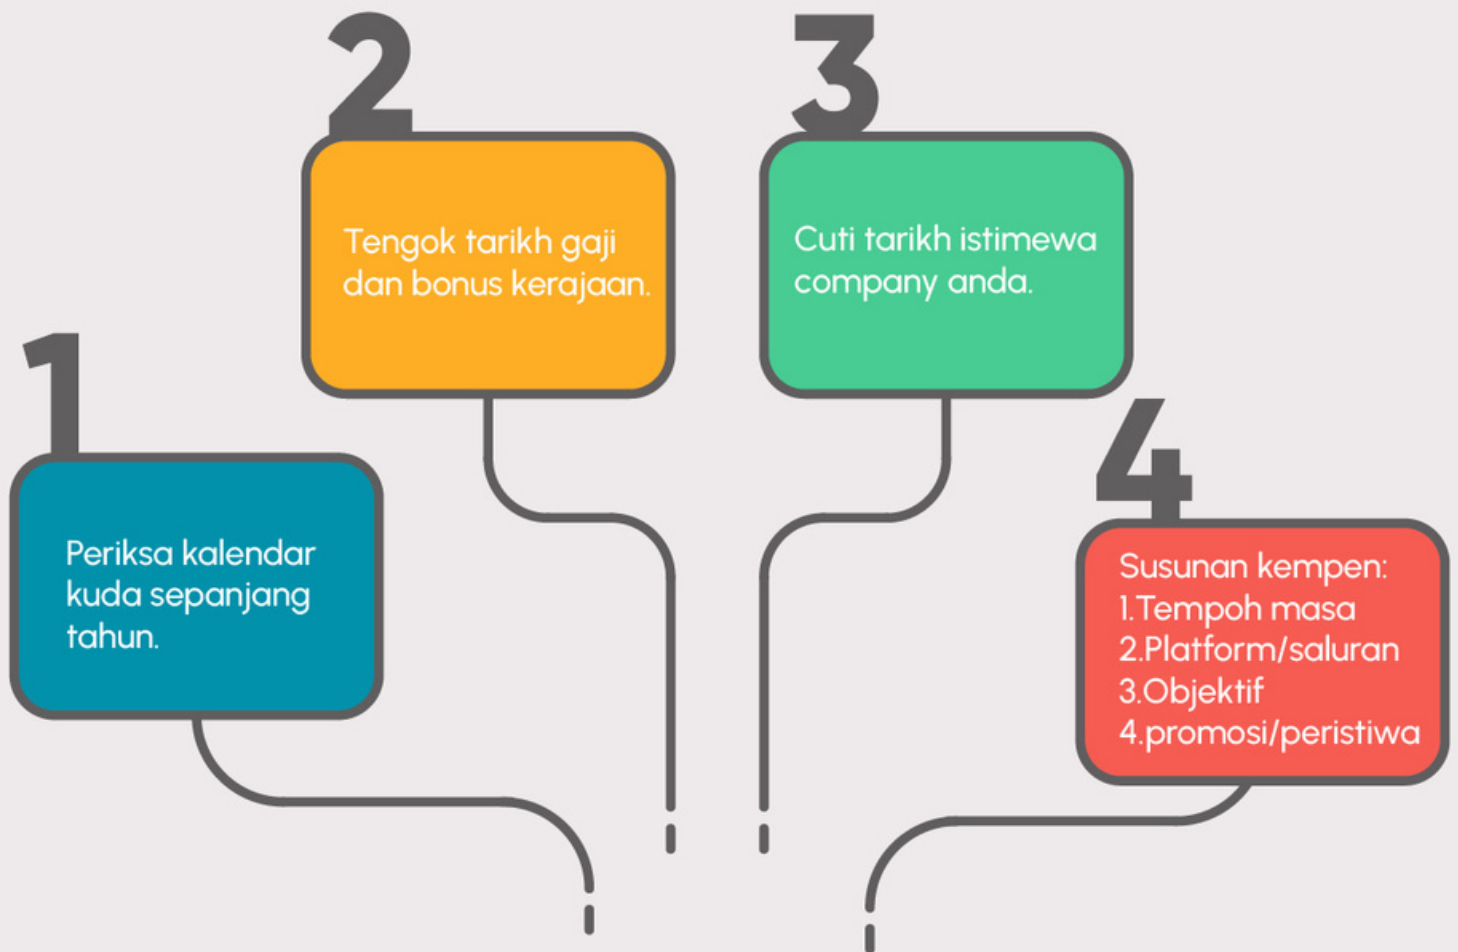 1
Periksa kalendar
kuda sepanjang
tahun.
2
Tengok tarikh gaji
dan bonus kerajaan.
3
Cuti tarikh istimewa
company anda.
4
Susunan kempen:
1.Tempoh masa
2.Platform/saluran
3.Objektif
4.promosi/peristiwa